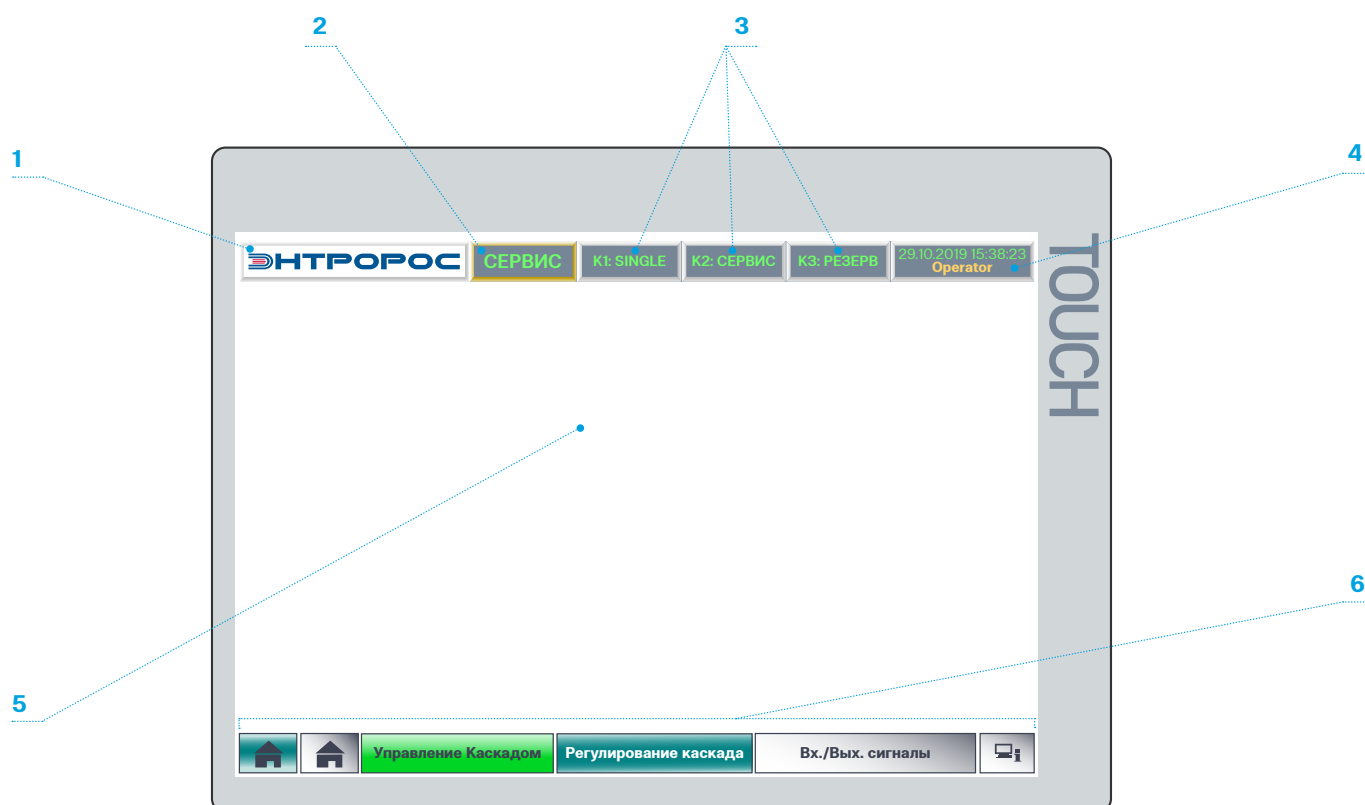 2
3
1
4
ЭНТРОРОС
СЕРВИС
K1: SINGLE
K2: СЕРВИС
K3: РЕЗЕРВ
29.10.2019 15:38:23
Operator
TOUCH
6
5
Управление Каскадом
Регулирование каскада
Вх./Вых. сигналы
i